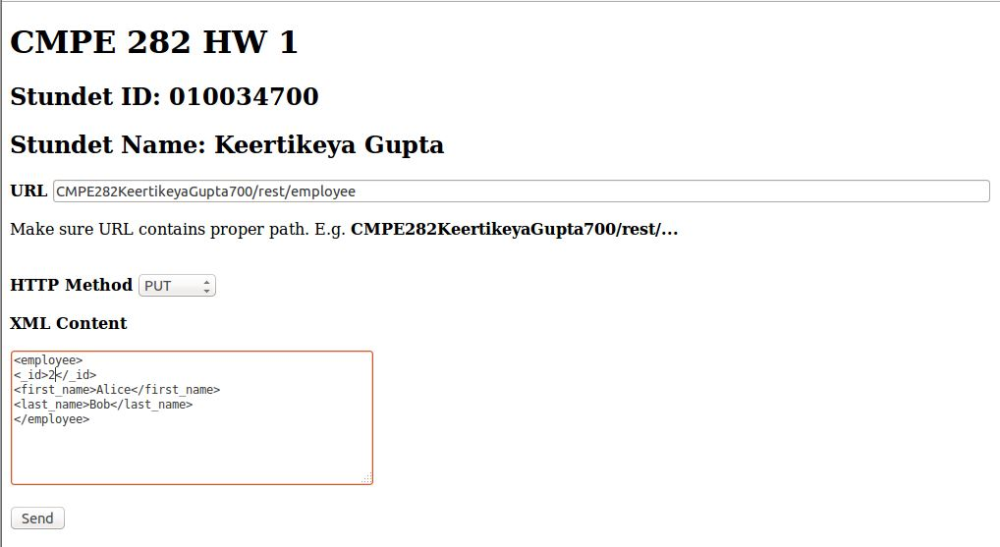 CMPE 282 HW 1
Stundet ID: 010034700
Stundet Name: Keertikeya Gupta
URL CMPE282KeertikeyaGupta700/rest/employee
Make sure URL contains proper path. E.g. CMPE282KeertikeyaGupta700/rest/...
HTTP Method PUT
XML Content
<employee>
<_id>2</_id>
<first_name>Alice</first_name>
<last_name>Bob</last_name>
</employee>
Send